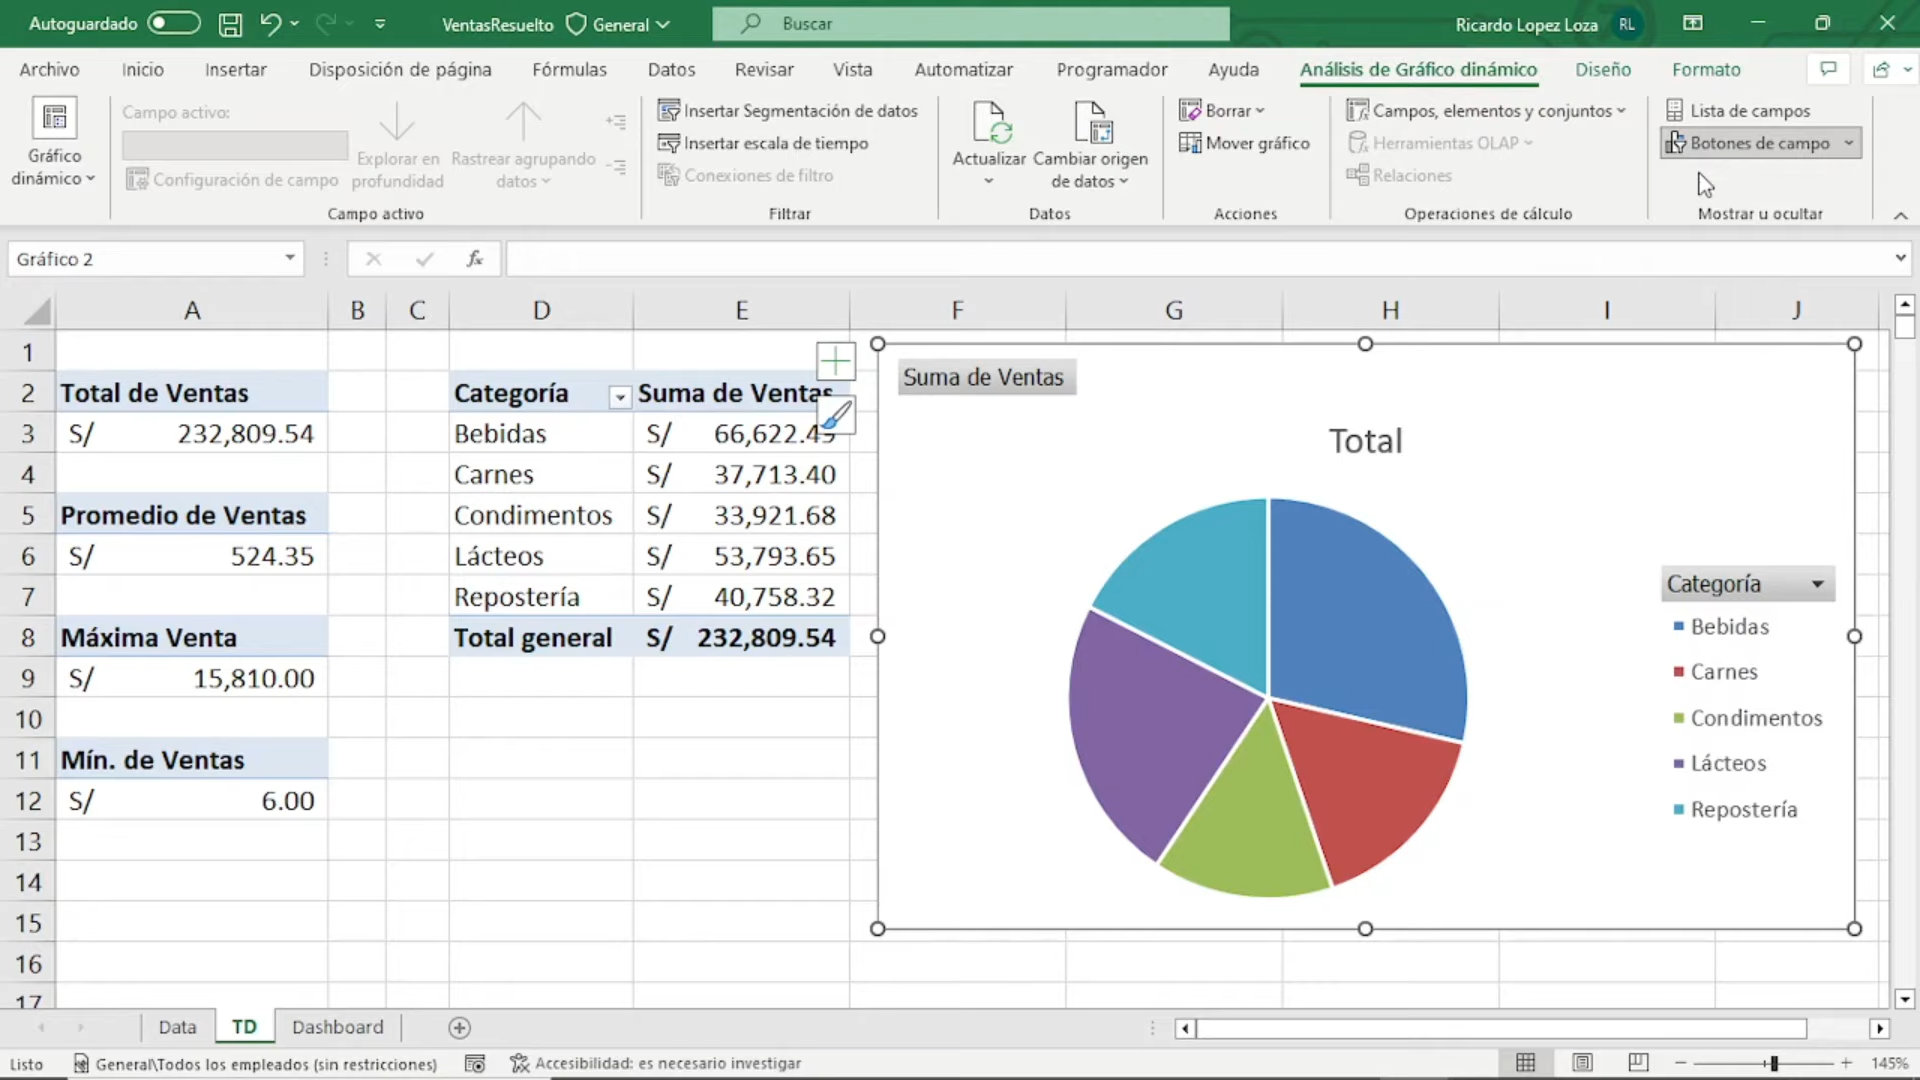 Autoguardado
VentasResuelto
General
Buscar
Ricardo Lopez Loza
RL
Archivo
Inicio
Insertar
Disposición de página
Fórmulas
Datos
Revisar
Vista
Automatizar
Programador
Ayuda
Análisis de Gráfico dinámico
Diseño
Formato
Gráfico
dinámico
Campo activo:
Configuración de campo
Explorar en
profundidad
Rastrear agrupando
datos
Campo activo
Insertar Segmentación de datos
Insertar escala de tiempo
Conexiones de filtro
Filtrar
Actualizar
Cambiar origen
de datos
Datos
Borrar
Mover gráfico
Acciones
Campos, elementos y conjuntos
Herramientas OLAP
Relaciones
Operaciones de cálculo
Lista de campos
Botones de campo
Mostrar u ocultar
Gráfico 2
fx
A B C D E F G H I J
1
2 Total de Ventas Categoría Suma de Ventas
3 S/ 232,809.54 Bebidas S/ 66,622.49
4 Carnes S/ 37,713.40
5 Promedio de Ventas Condimentos S/ 33,921.68
6 S/ 524.35 Lácteos S/ 53,793.65
7 Repostería S/ 40,758.32
8 Máxima Venta Total general S/ 232,809.54
9 S/ 15,810.00
10
11 Mín. de Ventas
12 S/ 6.00
13
14
15
16
17
Suma de Ventas
Total
Categoría
Bebidas
Carnes
Condimentos
Lácteos
Repostería
Data
TD
Dashboard
Listo
General\Todos los empleados (sin restricciones)
Accesibilidad: es necesario investigar
145%